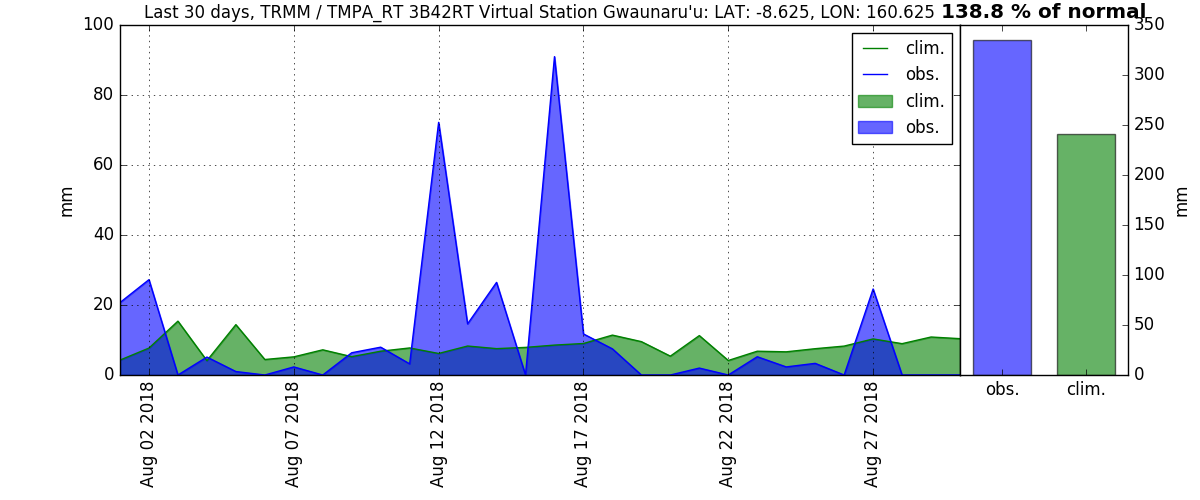 Last 30 days, TRMM / TMPA_RT 3B42RT Virtual Station Gwaunaru'u: LAT: -8.625, LON: 160.625 138.8 % of normal
100
80
60
40
20
0
mm
clim.
obs.
clim.
obs.
Aug 02 2018
Aug 07 2018
Aug 12 2018
Aug 17 2018
Aug 22 2018
Aug 27 2018
350
300
250
200
150
100
50
0
mm
obs.
clim.